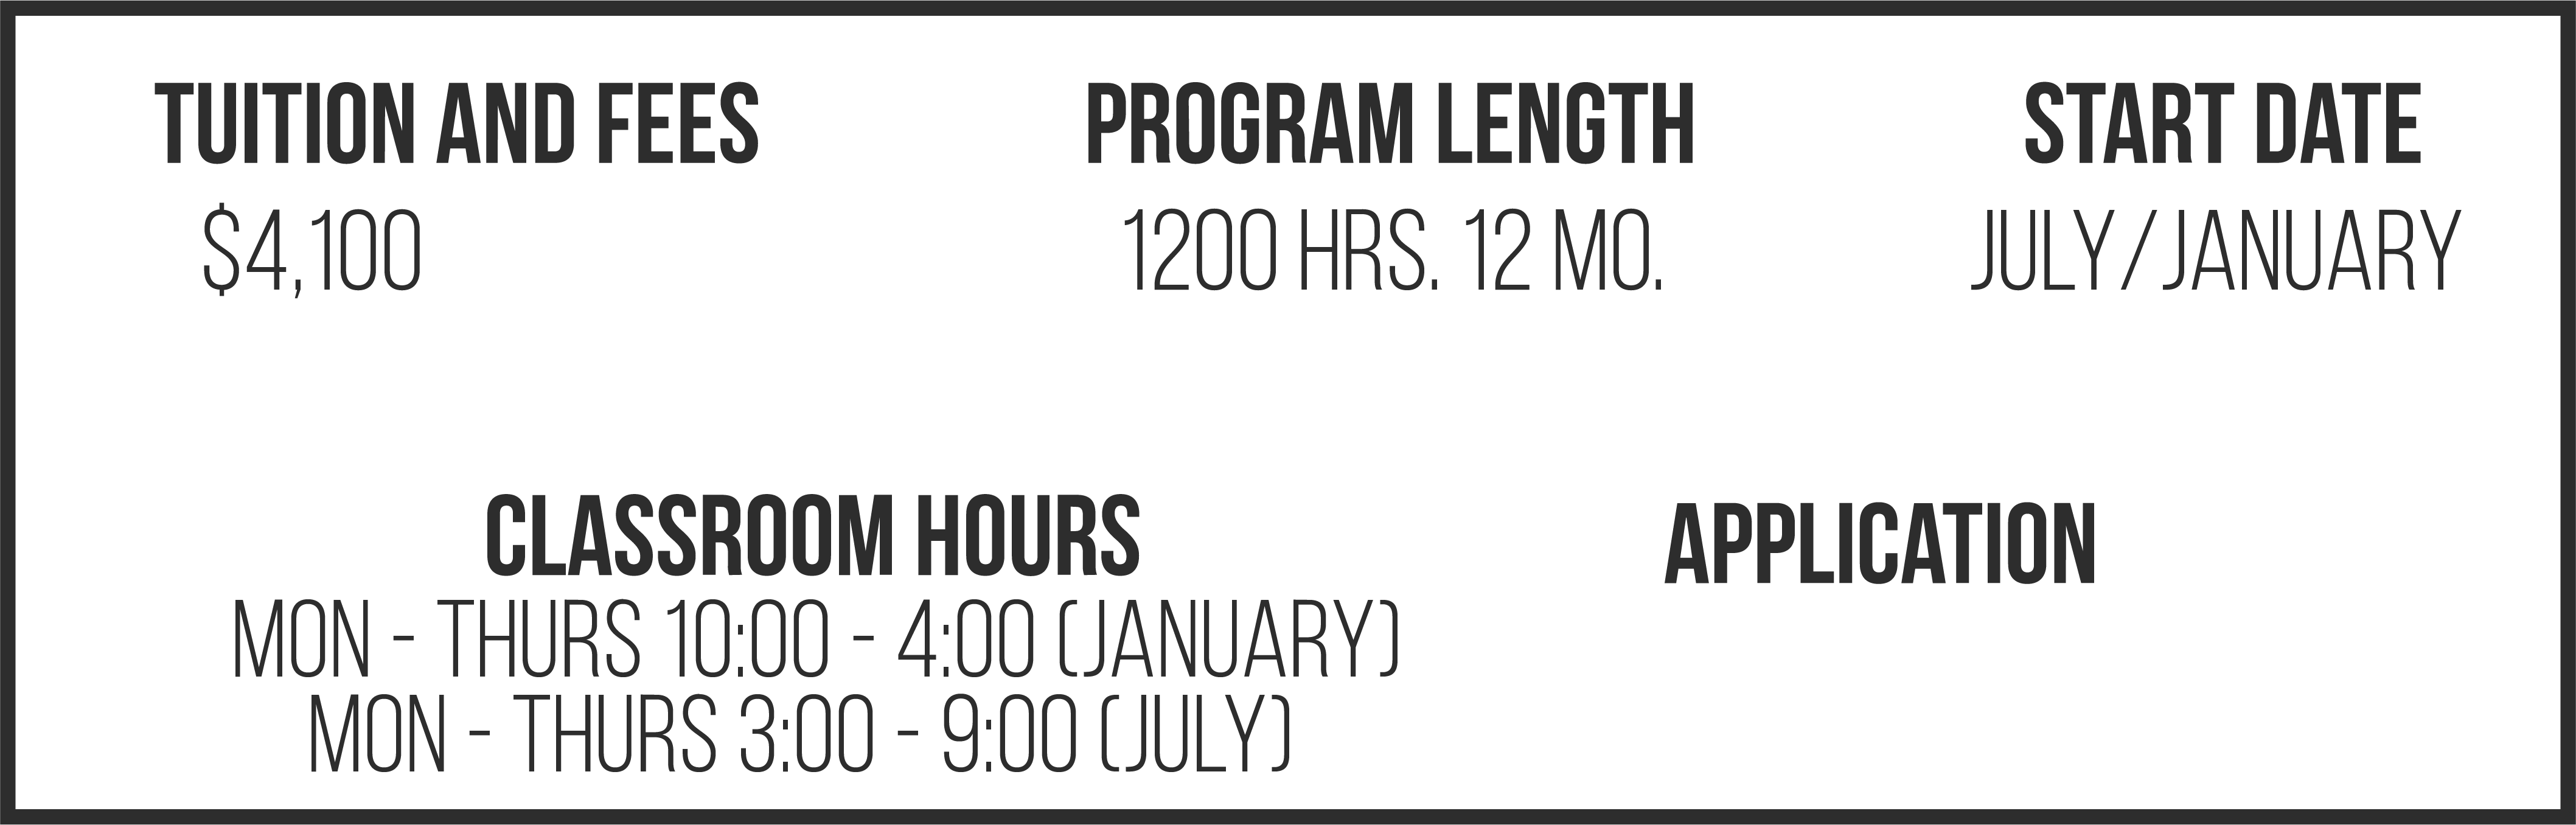 TUITION AND FEES
$4,100
PROGRAM LENGTH
1200 HRS. 12 MO.
START DATE
JULY/JANUARY
CLASSROOM HOURS
MON - THURS 10:00 - 4:00 (JANUARY)
MON - THURS 3:00 - 9:00 (JULY)
APPLICATION